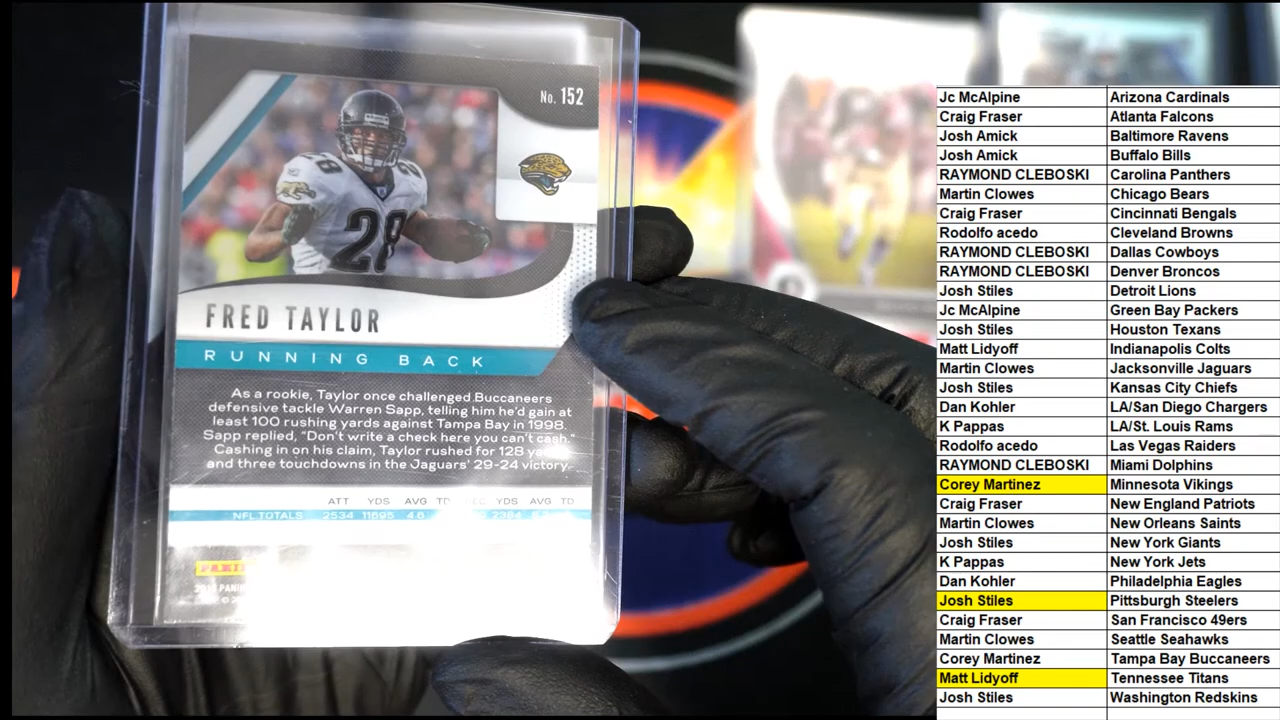 No. 152
28
FRED TAYLOR
RUNNING BACK
As a rookie, Taylor once challenged Buccaneers
defensive tackle Warren Sapp, telling him he'd gain at
least 100 rushing yards against Tampa Bay in 1998.
Sapp replied, "Don't write a check here you can't cash."
Cashing in on his claim, Taylor rushed for 128
and three touchdowns in the Jaguars' 29-24 victory.
ATT YDS AVG TD YDS AVG TD
NFL TOTALS 2534 11695 4.6 2384
PANINI
Jc McAlpine Arizona Cardinals
Craig Fraser Atlanta Falcons
Josh Amick Baltimore Ravens
Josh Amick Buffalo Bills
RAYMOND CLEBOSKI Carolina Panthers
Martin Clowes Chicago Bears
Craig Fraser Cincinnati Bengals
Rodolfo acedo Cleveland Browns
RAYMOND CLEBOSKI Dallas Cowboys
RAYMOND CLEBOSKI Denver Broncos
Josh Stiles Detroit Lions
Jc McAlpine Green Bay Packers
Josh Stiles Houston Texans
Matt Lidyoff Indianapolis Colts
Martin Clowes Jacksonville Jaguars
Josh Stiles Kansas City Chiefs
Dan Kohler LA/San Diego Chargers
K Pappas LA/St. Louis Rams
Rodolfo acedo Las Vegas Raiders
RAYMOND CLEBOSKI Miami Dolphins
Corey Martinez Minnesota Vikings
Craig Fraser New England Patriots
Martin Clowes New Orleans Saints
Josh Stiles New York Giants
K Pappas New York Jets
Dan Kohler Philadelphia Eagles
Josh Stiles Pittsburgh Steelers
Craig Fraser San Francisco 49ers
Martin Clowes Seattle Seahawks
Corey Martinez Tampa Bay Buccaneers
Matt Lidyoff Tennessee Titans
Josh Stiles Washington Redskins